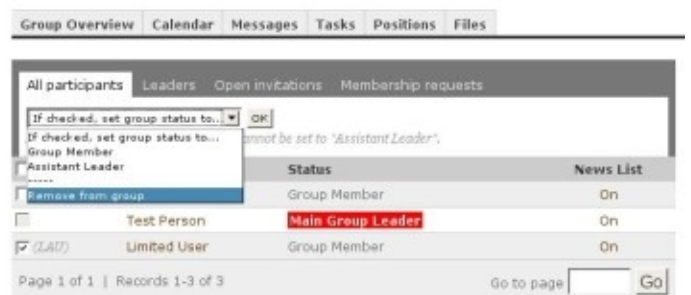 Group Overview Calendar Messages Tasks Positions Files
All participants Leaders Open invitations Membership requests
If checked, set group status to... OK
If checked, set group status to...
annot be set to "Assistant Leader".
Group Member
Assistant Leader
-----
Status News List
Remove from group Group Member On
Test Person Main Group Leader On
(LAU) Limited User Group Member On
Page 1 of 1 | Records 1-3 of 3 Go to page Go